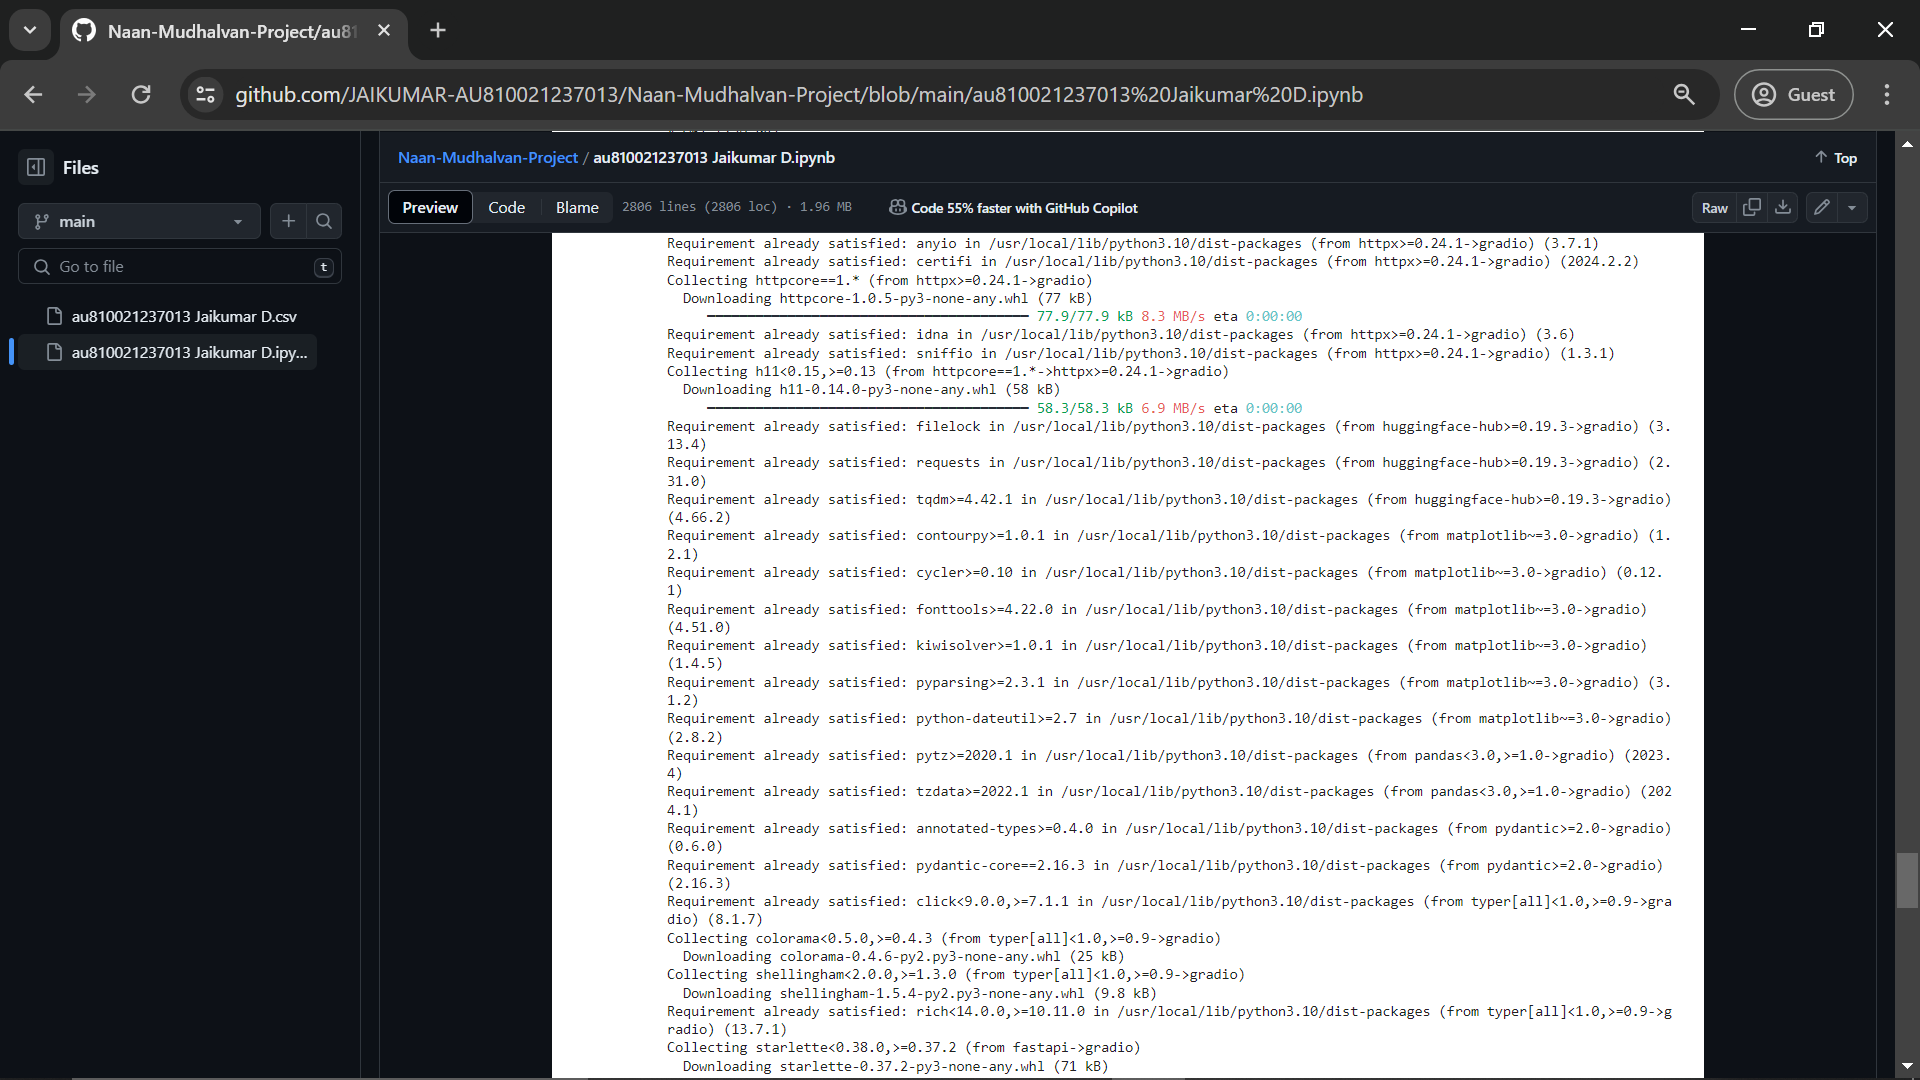 Naan-Mudhalvan-Project/au81
github.com/JAIKUMAR-AU810021237013/Naan-Mudhalvan-Project/blob/main/au810021237013%20Jaikumar%20D.ipynb
Guest
Files
main
Go to file
t
au810021237013 Jaikumar D.csv
au810021237013 Jaikumar D.ipy...
Naan-Mudhalvan-Project / au810021237013 Jaikumar D.ipynb
Top
Preview
Code
Blame
2806 lines (2806 loc) · 1.96 MB
Code 55% faster with GitHub Copilot
Raw
Requirement already satisfied: anyio in /usr/local/lib/python3.10/dist-packages (from httpx>=0.24.1->gradio) (3.7.1)
Requirement already satisfied: certifi in /usr/local/lib/python3.10/dist-packages (from httpx>=0.24.1->gradio) (2024.2.2)
Collecting httpcore==1.* (from httpx>=0.24.1->gradio)
Downloading httpcore-1.0.5-py3-none-any.whl (77 kB)
77.9/77.9 kB 8.3 MB/s eta 0:00:00
Requirement already satisfied: idna in /usr/local/lib/python3.10/dist-packages (from httpx>=0.24.1->gradio) (3.6)
Requirement already satisfied: sniffio in /usr/local/lib/python3.10/dist-packages (from httpx>=0.24.1->gradio) (1.3.1)
Collecting h11<0.15,>=0.13 (from httpcore==1.*->httpx>=0.24.1->gradio)
Downloading h11-0.14.0-py3-none-any.whl (58 kB)
58.3/58.3 kB 6.9 MB/s eta 0:00:00
Requirement already satisfied: filelock in /usr/local/lib/python3.10/dist-packages (from huggingface-hub>=0.19.3->gradio) (3.
13.4)
Requirement already satisfied: requests in /usr/local/lib/python3.10/dist-packages (from huggingface-hub>=0.19.3->gradio) (2.
31.0)
Requirement already satisfied: tqdm>=4.42.1 in /usr/local/lib/python3.10/dist-packages (from huggingface-hub>=0.19.3->gradio)
(4.66.2)
Requirement already satisfied: contourpy>=1.0.1 in /usr/local/lib/python3.10/dist-packages (from matplotlib~=3.0->gradio) (1.
2.1)
Requirement already satisfied: cycler>=0.10 in /usr/local/lib/python3.10/dist-packages (from matplotlib~=3.0->gradio) (0.12.
1)
Requirement already satisfied: fonttools>=4.22.0 in /usr/local/lib/python3.10/dist-packages (from matplotlib~=3.0->gradio)
(4.51.0)
Requirement already satisfied: kiwisolver>=1.0.1 in /usr/local/lib/python3.10/dist-packages (from matplotlib~=3.0->gradio)
(1.4.5)
Requirement already satisfied: pyparsing>=2.3.1 in /usr/local/lib/python3.10/dist-packages (from matplotlib~=3.0->gradio) (3.
1.2)
Requirement already satisfied: python-dateutil>=2.7 in /usr/local/lib/python3.10/dist-packages (from matplotlib~=3.0->gradio)
(2.8.2)
Requirement already satisfied: pytz>=2020.1 in /usr/local/lib/python3.10/dist-packages (from pandas<3.0,>=1.0->gradio) (2023.
4)
Requirement already satisfied: tzdata>=2022.1 in /usr/local/lib/python3.10/dist-packages (from pandas<3.0,>=1.0->gradio) (202
4.1)
Requirement already satisfied: annotated-types>=0.4.0 in /usr/local/lib/python3.10/dist-packages (from pydantic>=2.0->gradio)
(0.6.0)
Requirement already satisfied: pydantic-core==2.16.3 in /usr/local/lib/python3.10/dist-packages (from pydantic>=2.0->gradio)
(2.16.3)
Requirement already satisfied: click<9.0.0,>=7.1.1 in /usr/local/lib/python3.10/dist-packages (from typer[all]<1.0,>=0.9->gra
dio) (8.1.7)
Collecting colorama<0.5.0,>=0.4.3 (from typer[all]<1.0,>=0.9->gradio)
Downloading colorama-0.4.6-py2.py3-none-any.whl (25 kB)
Collecting shellingham<2.0.0,>=1.3.0 (from typer[all]<1.0,>=0.9->gradio)
Downloading shellingham-1.5.4-py2.py3-none-any.whl (9.8 kB)
Requirement already satisfied: rich<14.0.0,>=10.11.0 in /usr/local/lib/python3.10/dist-packages (from typer[all]<1.0,>=0.9->g
radio) (13.7.1)
Collecting starlette<0.38.0,>=0.37.2 (from fastapi->gradio)
Downloading starlette-0.37.2-py3-none-any.whl (71 kB)